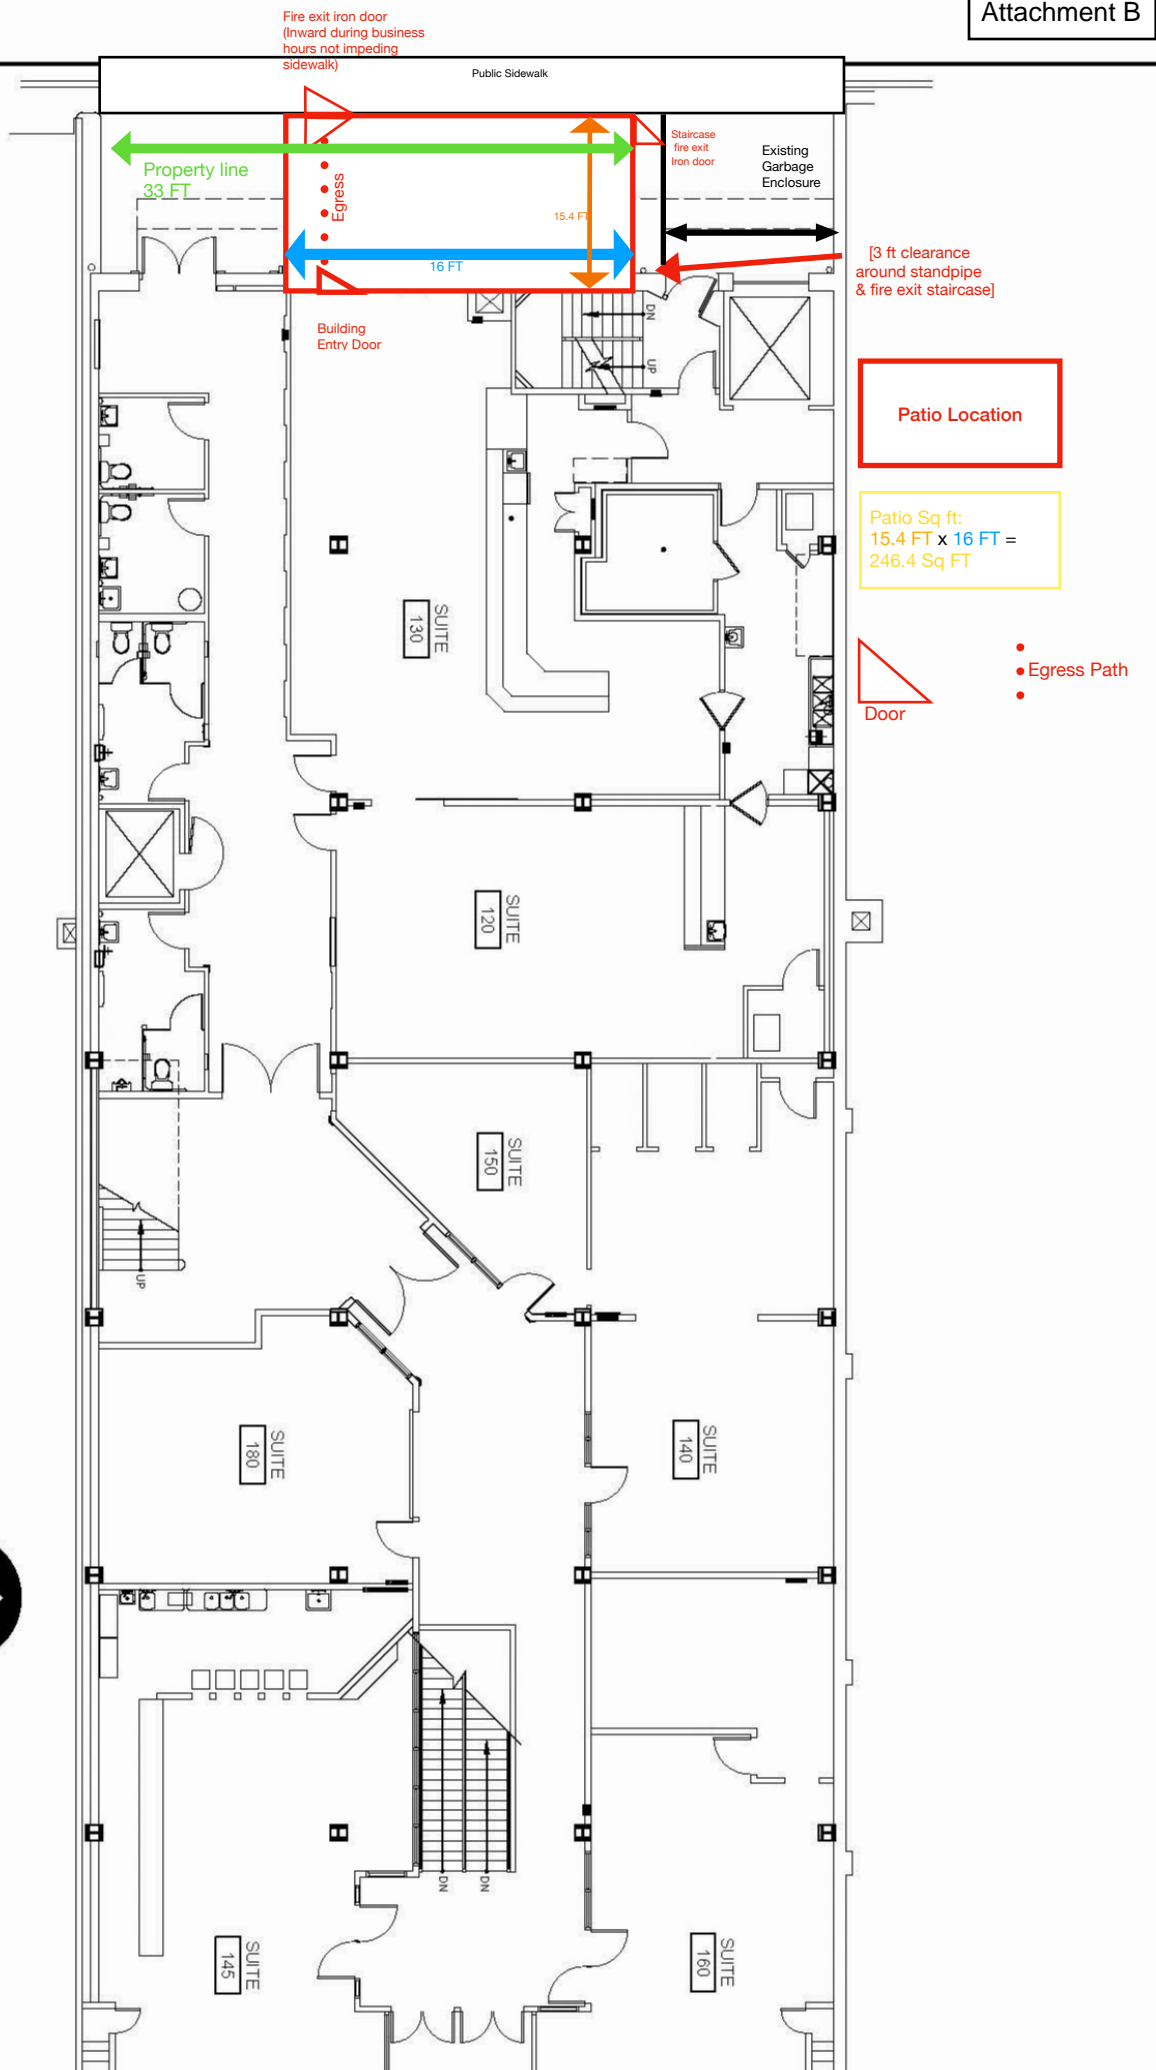 Attachment B
Fire exit iron door
(Inward during business
hours not impeding
sidewalk)
Public Sidewalk
Property line
33 FT
Egress
15.4 FT
16 FT
Staircase
fire exit
Iron door
Existing
Garbage
Enclosure
[3 ft clearance
around standpipe
& fire exit staircase]
Building
Entry Door
DN
UP
Patio Location
Patio Sq ft:
15.4 FT x 16 FT =
246.4 Sq FT
Door
Egress Path
SUITE
130
SUITE
120
SUITE
150
UP
SUITE
180
SUITE
140
DN
DN
SUITE
145
SUITE
160